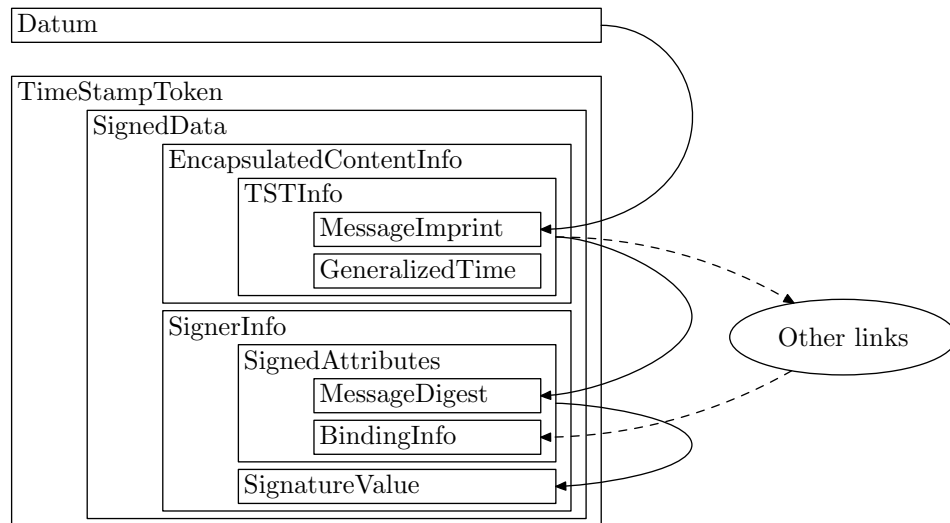 Datum
TimeStampToken
SignedData
EncapsulatedContentInfo
TSTInfo
MessageImprint
GeneralizedTime
SignerInfo
SignedAttributes
MessageDigest
BindingInfo
SignatureValue
Other links